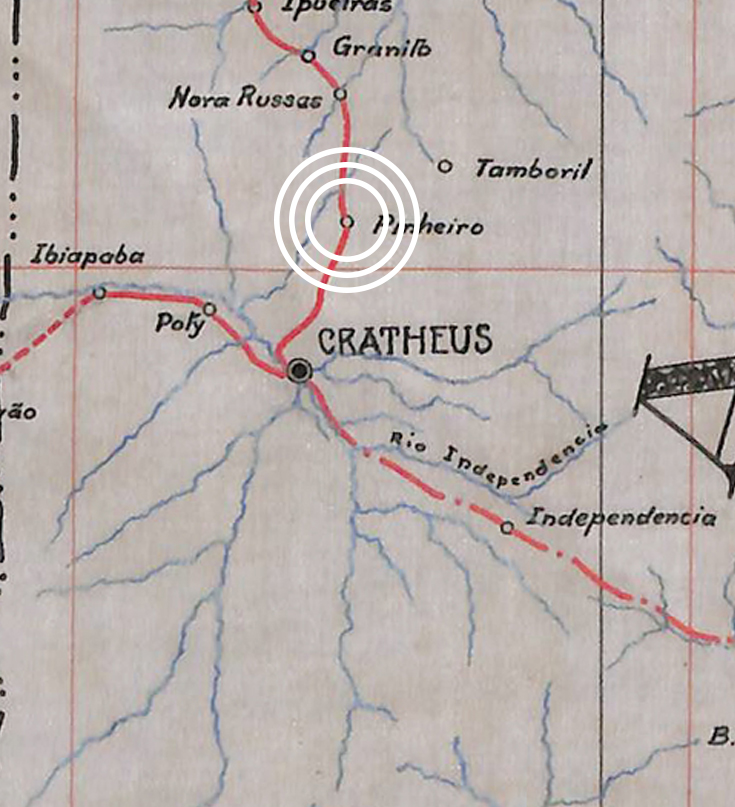 Ipueiras
Granito
Nova Russas
Tamboril
Pinheiro
Ibiapaba
Poty
CRATHEUS
Rio Independencia
Independencia
B.